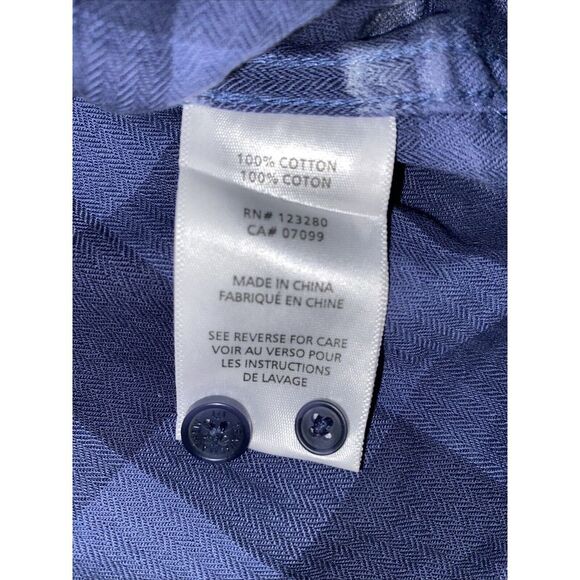 100% COTTON
100% COTON
RN# 123280
CA# 07099
MADE IN CHINA
FABRIQUÉ EN CHINE
SEE REVERSE FOR CARE
VOIR AU VERSO POUR
LES INSTRUCTIONS
DE LAVAGE